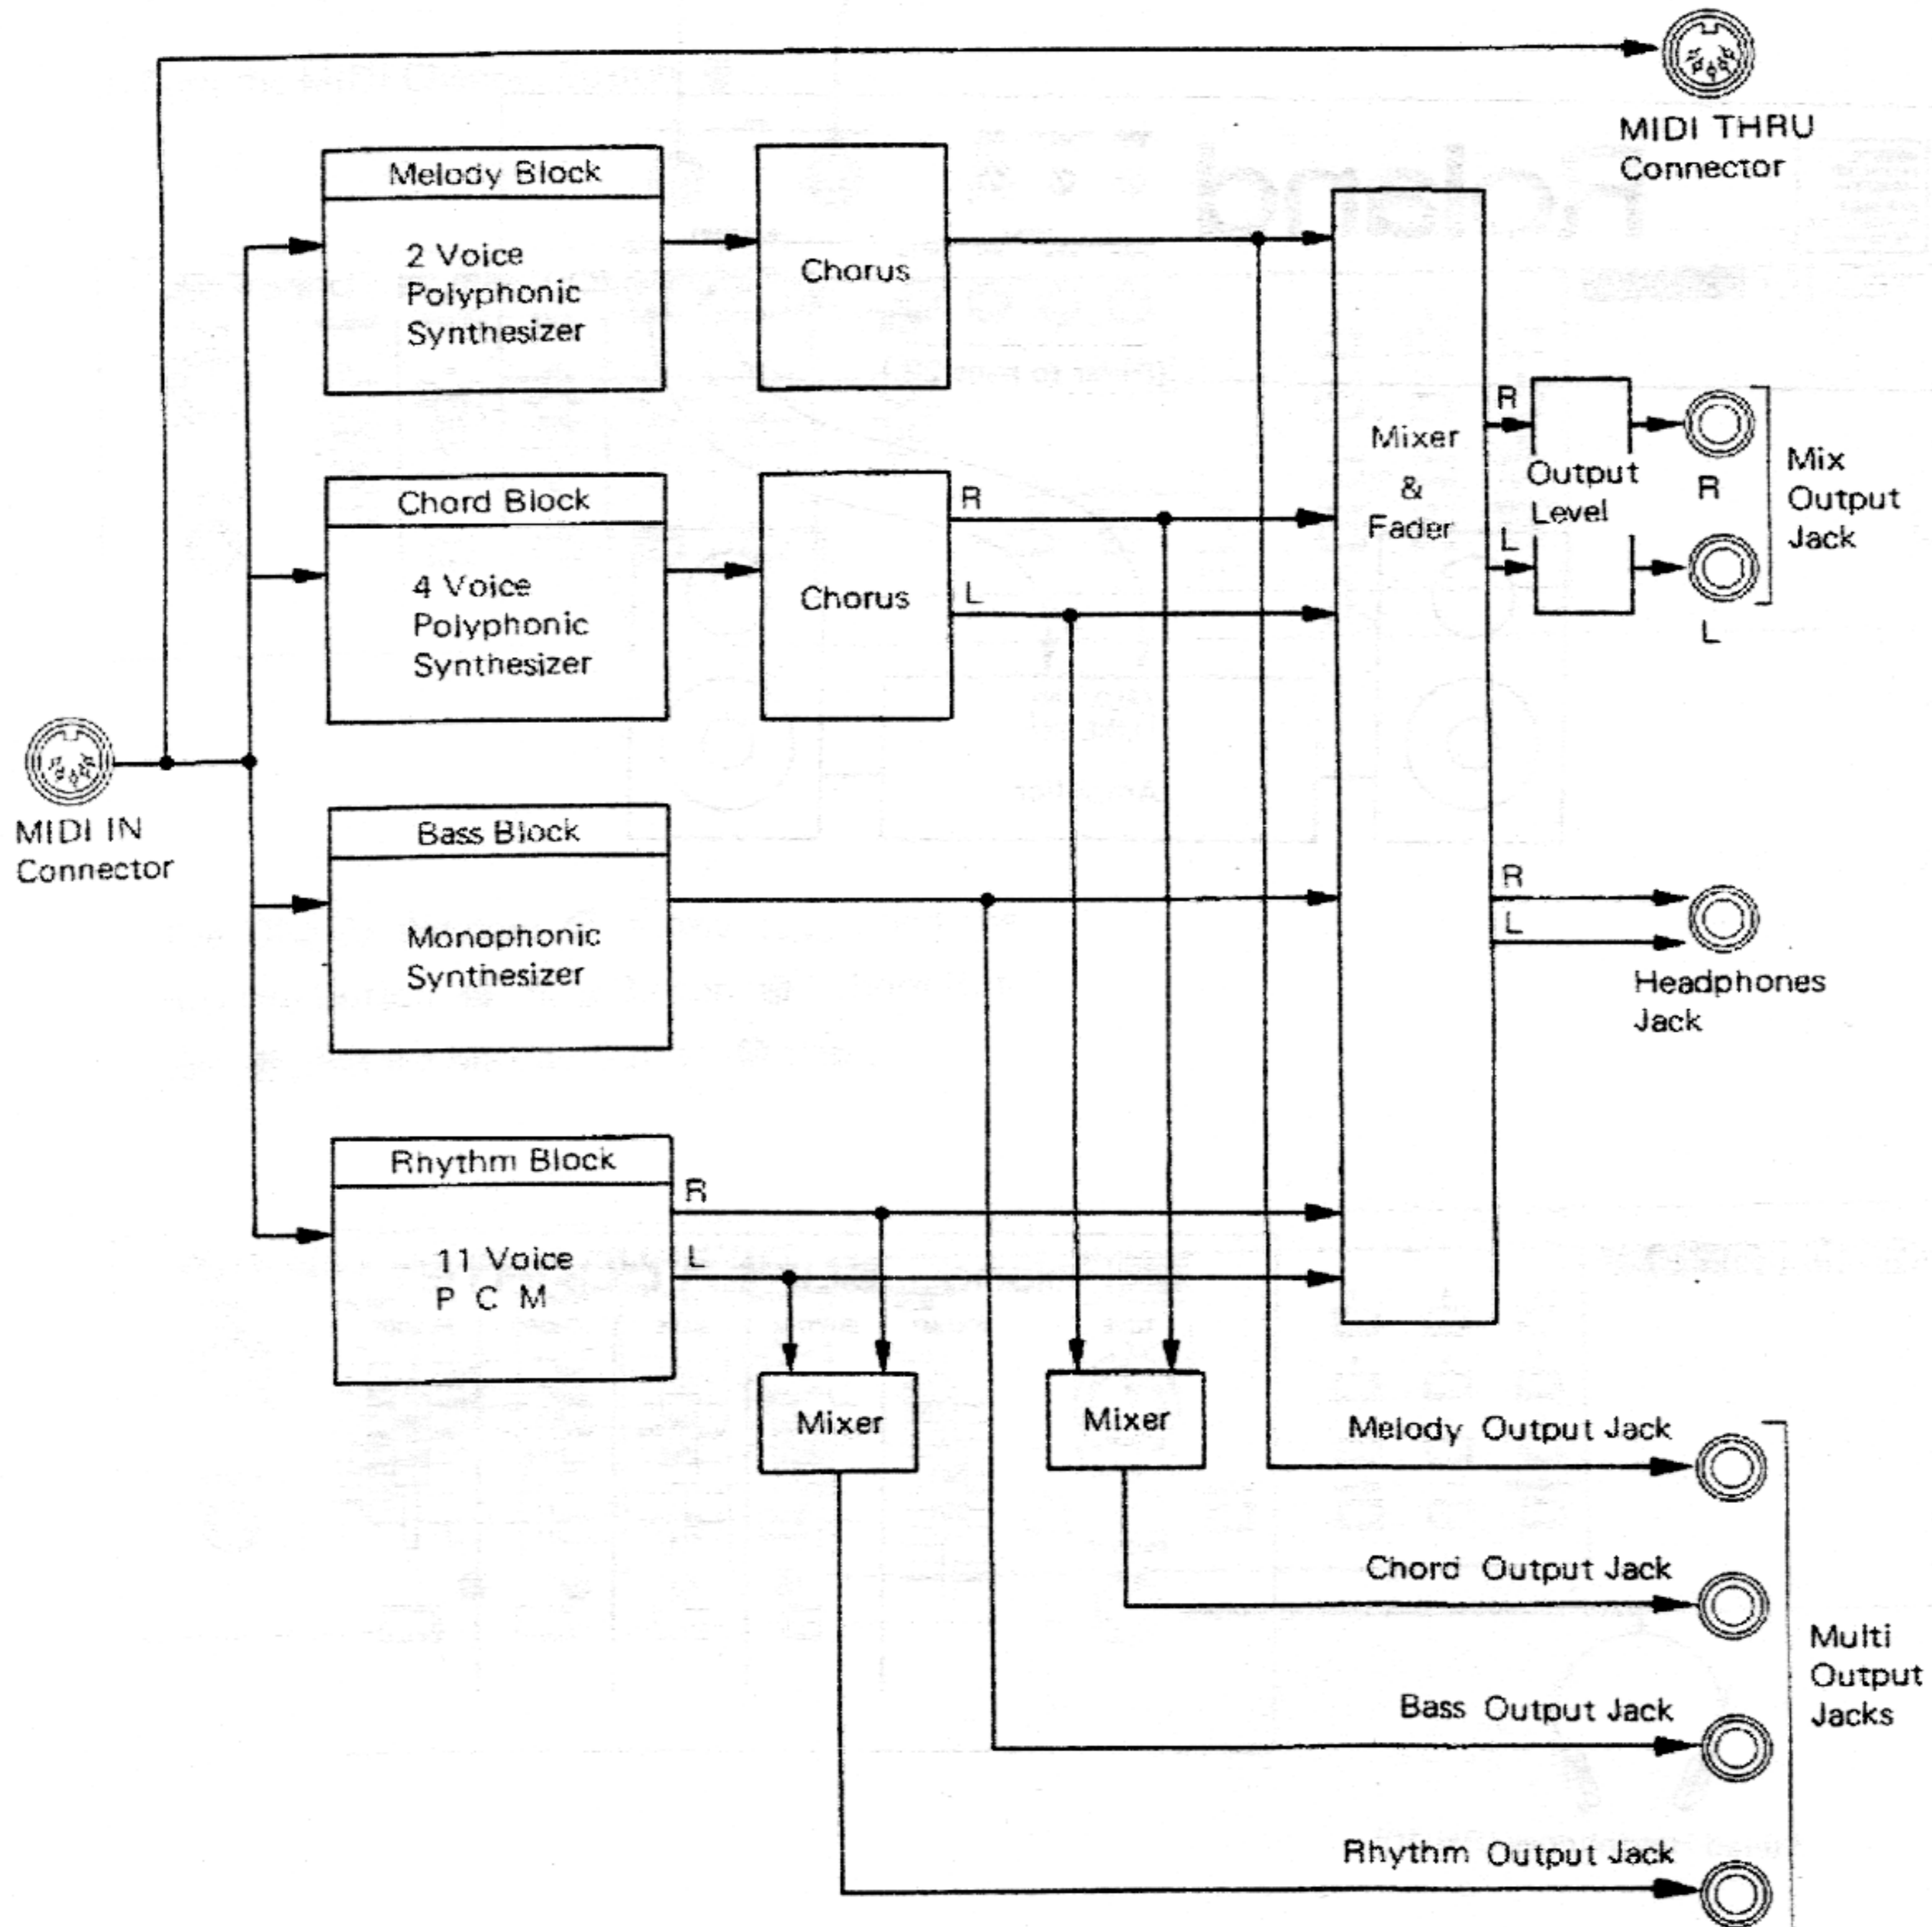 MIDI THRU
Connector
Melody Block
2 Voice
Polyphonic
Synthesizer
Chorus
Chord Block
4 Voice
Polyphonic
Synthesizer
Chorus
R
L
Mixer
&
Fader
R
Output
Level
L
R
L
Mix
Output
Jack
MIDI IN
Connector
Bass Block
Monophonic
Synthesizer
R
L
Headphones
Jack
Rhythm Block
11 Voice
P C M
R
L
Mixer
Mixer
Melody Output Jack
Chord Output Jack
Bass Output Jack
Rhythm Output Jack
Multi
Output
Jacks
Roland